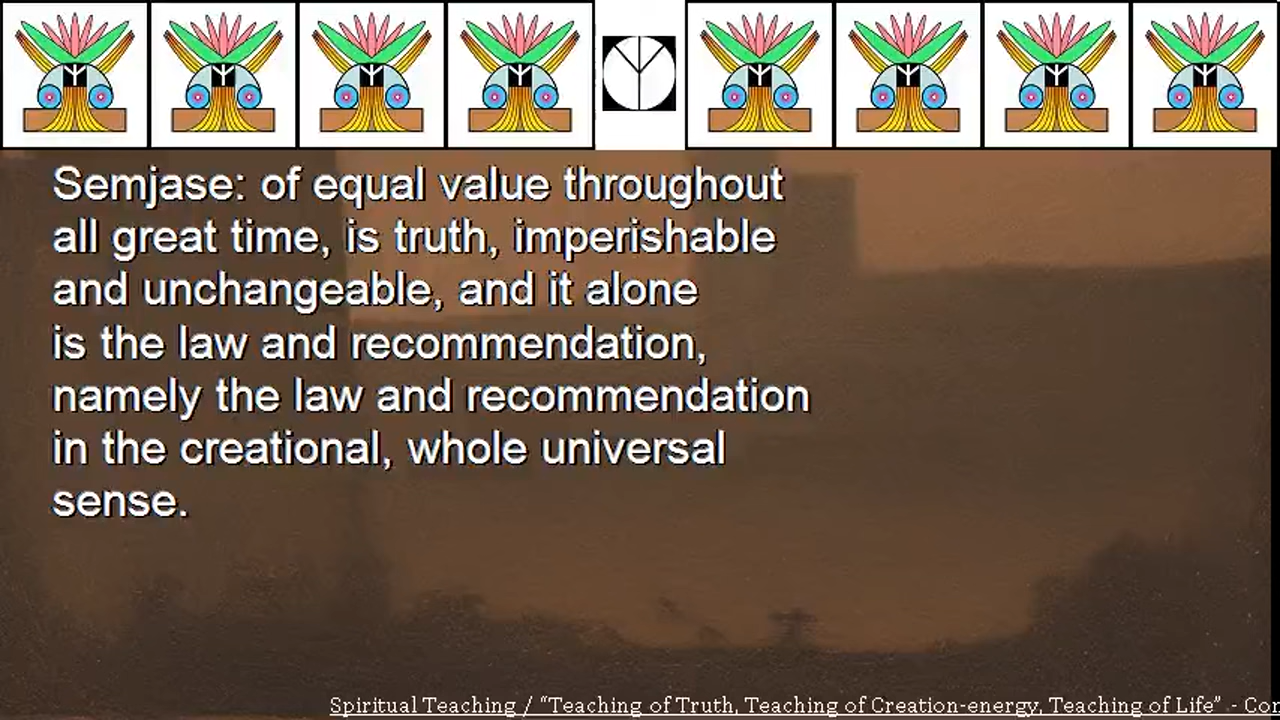 Semjase: of equal value throughout
all great time, is truth, imperishable
and unchangeable, and it alone
is the law and recommendation,
namely the law and recommendation
in the creational, whole universal
sense.
Spiritual Teaching / “Teaching of Truth, Teaching of Creation-energy, Teaching of Life” - Con